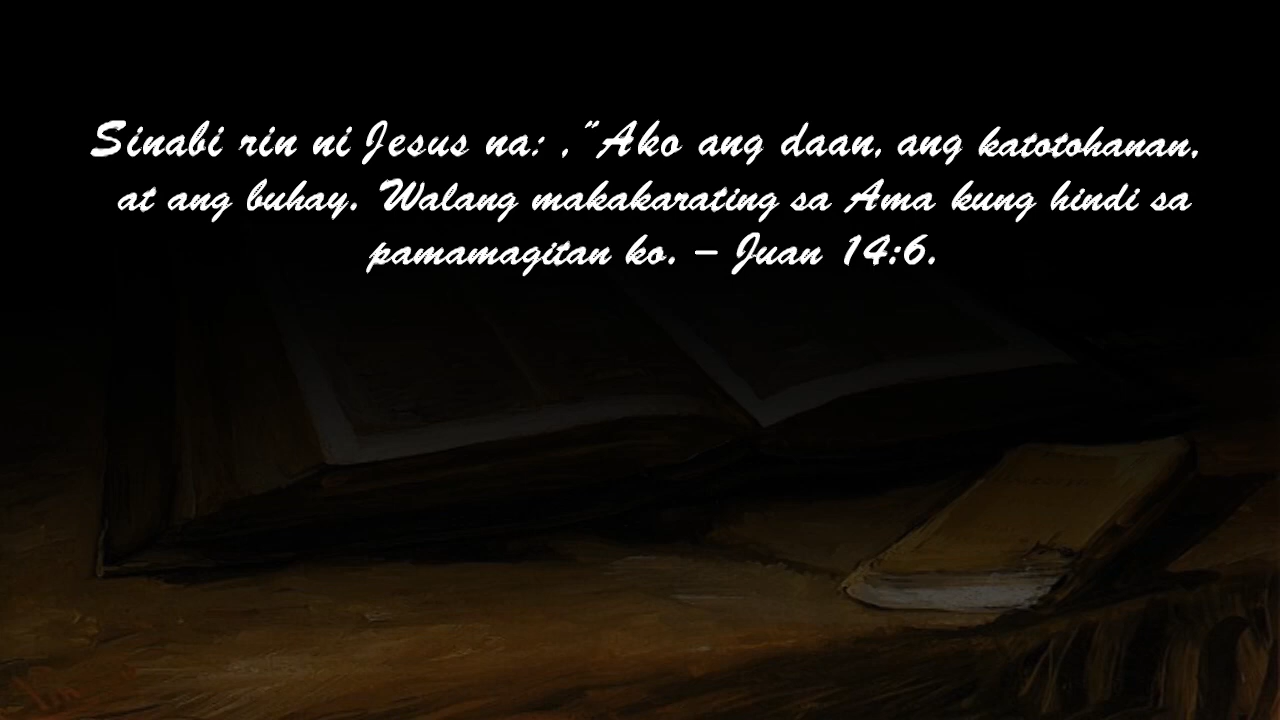 Sinabi rin ni Jesus na: ,"Ako ang daan, ang katotohanan,
at ang buhay. Walang makakarating sa Ama kung hindi sa
pamamagitan ko. – Juan 14:6.